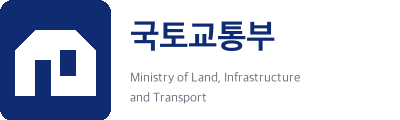 국토교통부
Ministry of Land, Infrastructure
and Transport